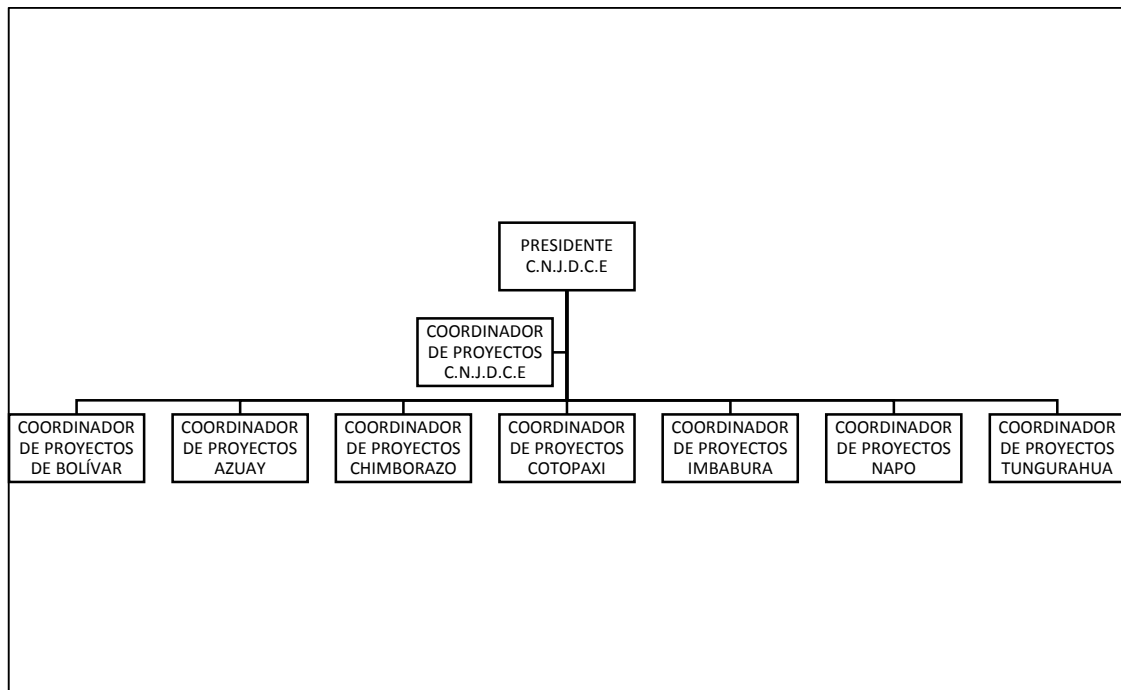 PRESIDENTE
C.N.J.D.C.E
COORDINADOR
DE PROYECTOS
C.N.J.D.C.E
COORDINADOR
DE PROYECTOS
DE BOLÍVAR
COORDINADOR
DE PROYECTOS
AZUAY
COORDINADOR
DE PROYECTOS
CHIMBORAZO
COORDINADOR
DE PROYECTOS
COTOPAXI
COORDINADOR
DE PROYECTOS
IMBABURA
COORDINADOR
DE PROYECTOS
NAPO
COORDINADOR
DE PROYECTOS
TUNGURAHUA